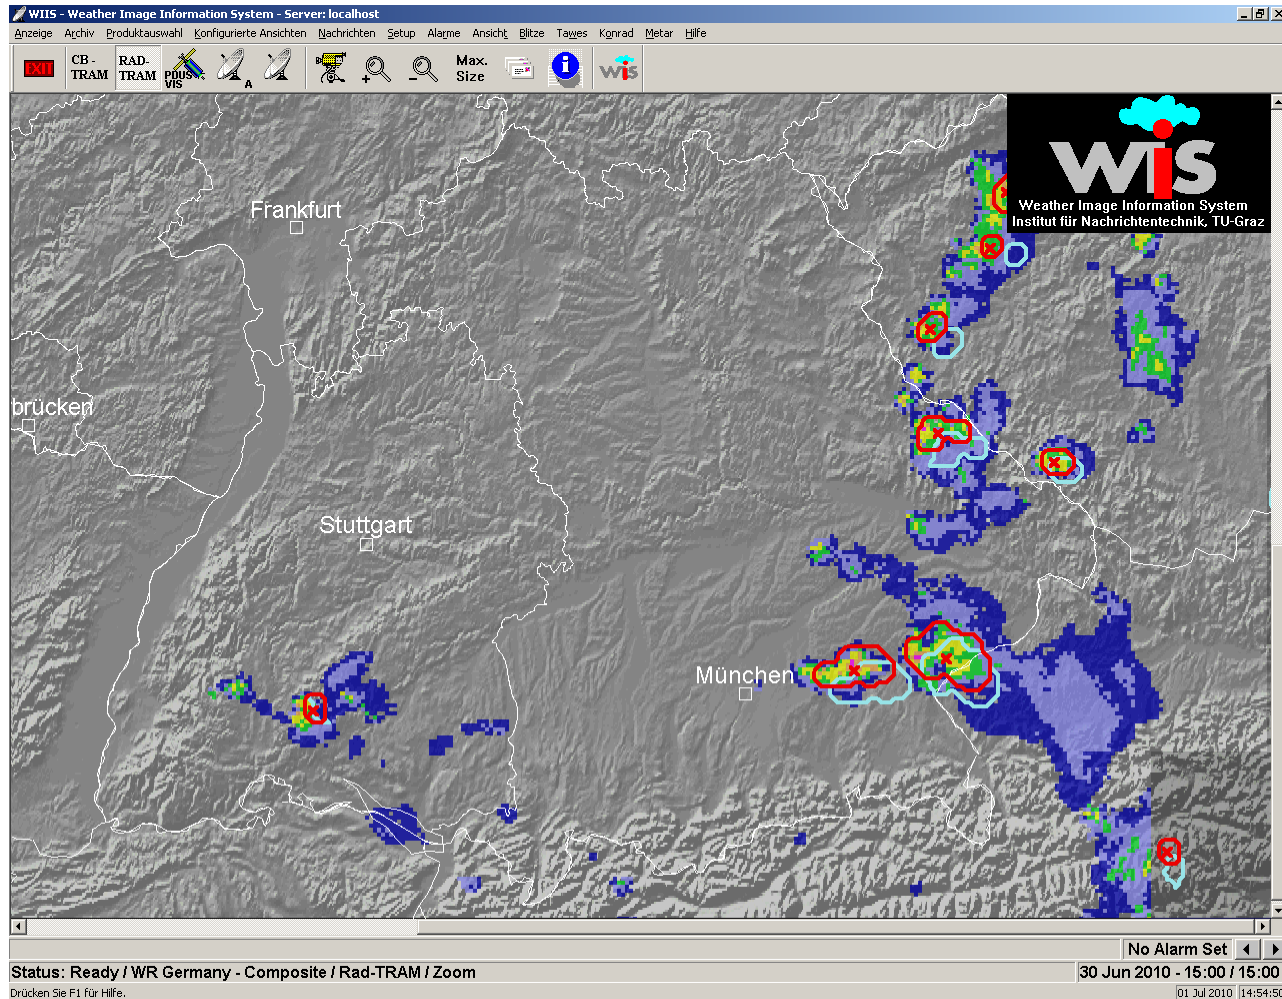 WIIS - Weather Image Information System - Server: localhost
Anzeige Archiv Produktauswahl Konfigurierte Ansichten Nachrichten Setup Alarme Ansicht Blitze Tawes Konrad Metar Hilfe
EXIT
CB -
TRAM
RAD-
TRAM
PDUS
VIS
A
Max.
Size
i
wis
WiS
Weather Image Information System
Institut für Nachrichtentechnik, TU-Graz
Frankfurt
brücken
Stuttgart
München
No Alarm Set
Status: Ready / WR Germany - Composite / Rad-TRAM / Zoom
30 Jun 2010 - 15:00 / 15:00
Drücken Sie F1 für Hilfe.
01 Jul 2010
14:54:50